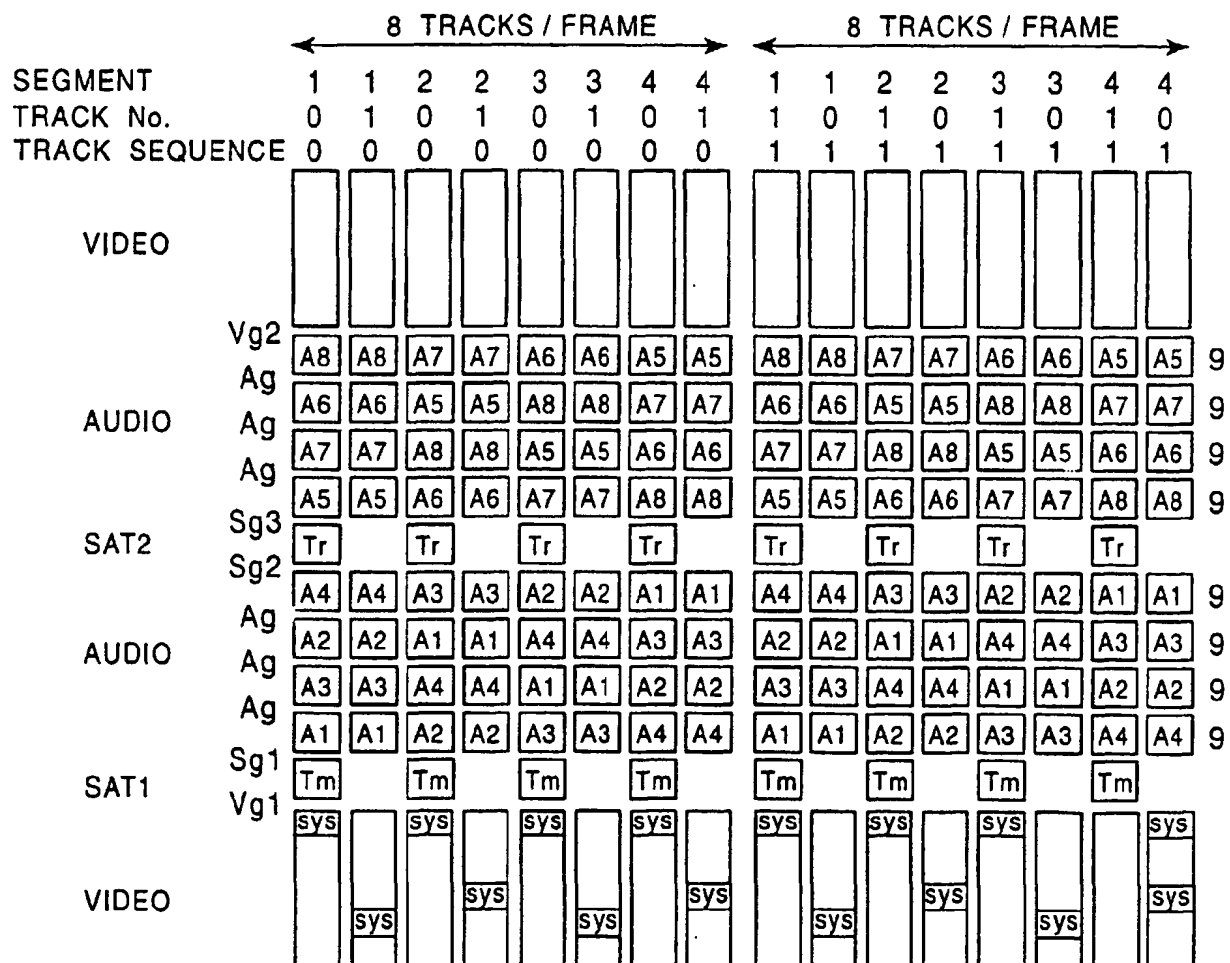 8 TRACKS / FRAME 8 TRACKS / FRAME
SEGMENT 1 1 2 2 3 3 4 4 1 1 2 2 3 3 4 4
TRACK No. 0 1 0 1 0 1 0 1 1 0 1 0 1 0 1 0
TRACK SEQUENCE 0 0 0 0 0 0 0 0 1 1 1 1 1 1 1 1
VIDEO
Vg2
A8 A8 A7 A7 A6 A6 A5 A5 A8 A8 A7 A7 A6 A6 A5 A5 9
Ag
AUDIO
A6 A6 A5 A5 A8 A8 A7 A7 A6 A6 A5 A5 A8 A8 A7 A7 9
Ag
A7 A7 A8 A8 A5 A5 A6 A6 A7 A7 A8 A8 A5 A5 A6 A6 9
Ag
A5 A5 A6 A6 A7 A7 A8 A8 A5 A5 A6 A6 A7 A7 A8 A8 9
Sg3
SAT2 Tr Tr Tr Tr Tr Tr Tr Tr
Sg2
A4 A4 A3 A3 A2 A2 A1 A1 A4 A4 A3 A3 A2 A2 A1 A1 9
Ag
A2 A2 A1 A1 A4 A4 A3 A3 A2 A2 A1 A1 A4 A4 A3 A3 9
AUDIO
Ag
A3 A3 A4 A4 A1 A1 A2 A2 A3 A3 A4 A4 A1 A1 A2 A2 9
Ag
A1 A1 A2 A2 A3 A3 A4 A4 A1 A1 A2 A2 A3 A3 A4 A4 9
Sg1
SAT1 Tm Tm Tm Tm Tm Tm Tm Tm
Vg1
sys sys sys sys sys sys sys sys
VIDEO
sys sys sys sys
sys sys sys sys